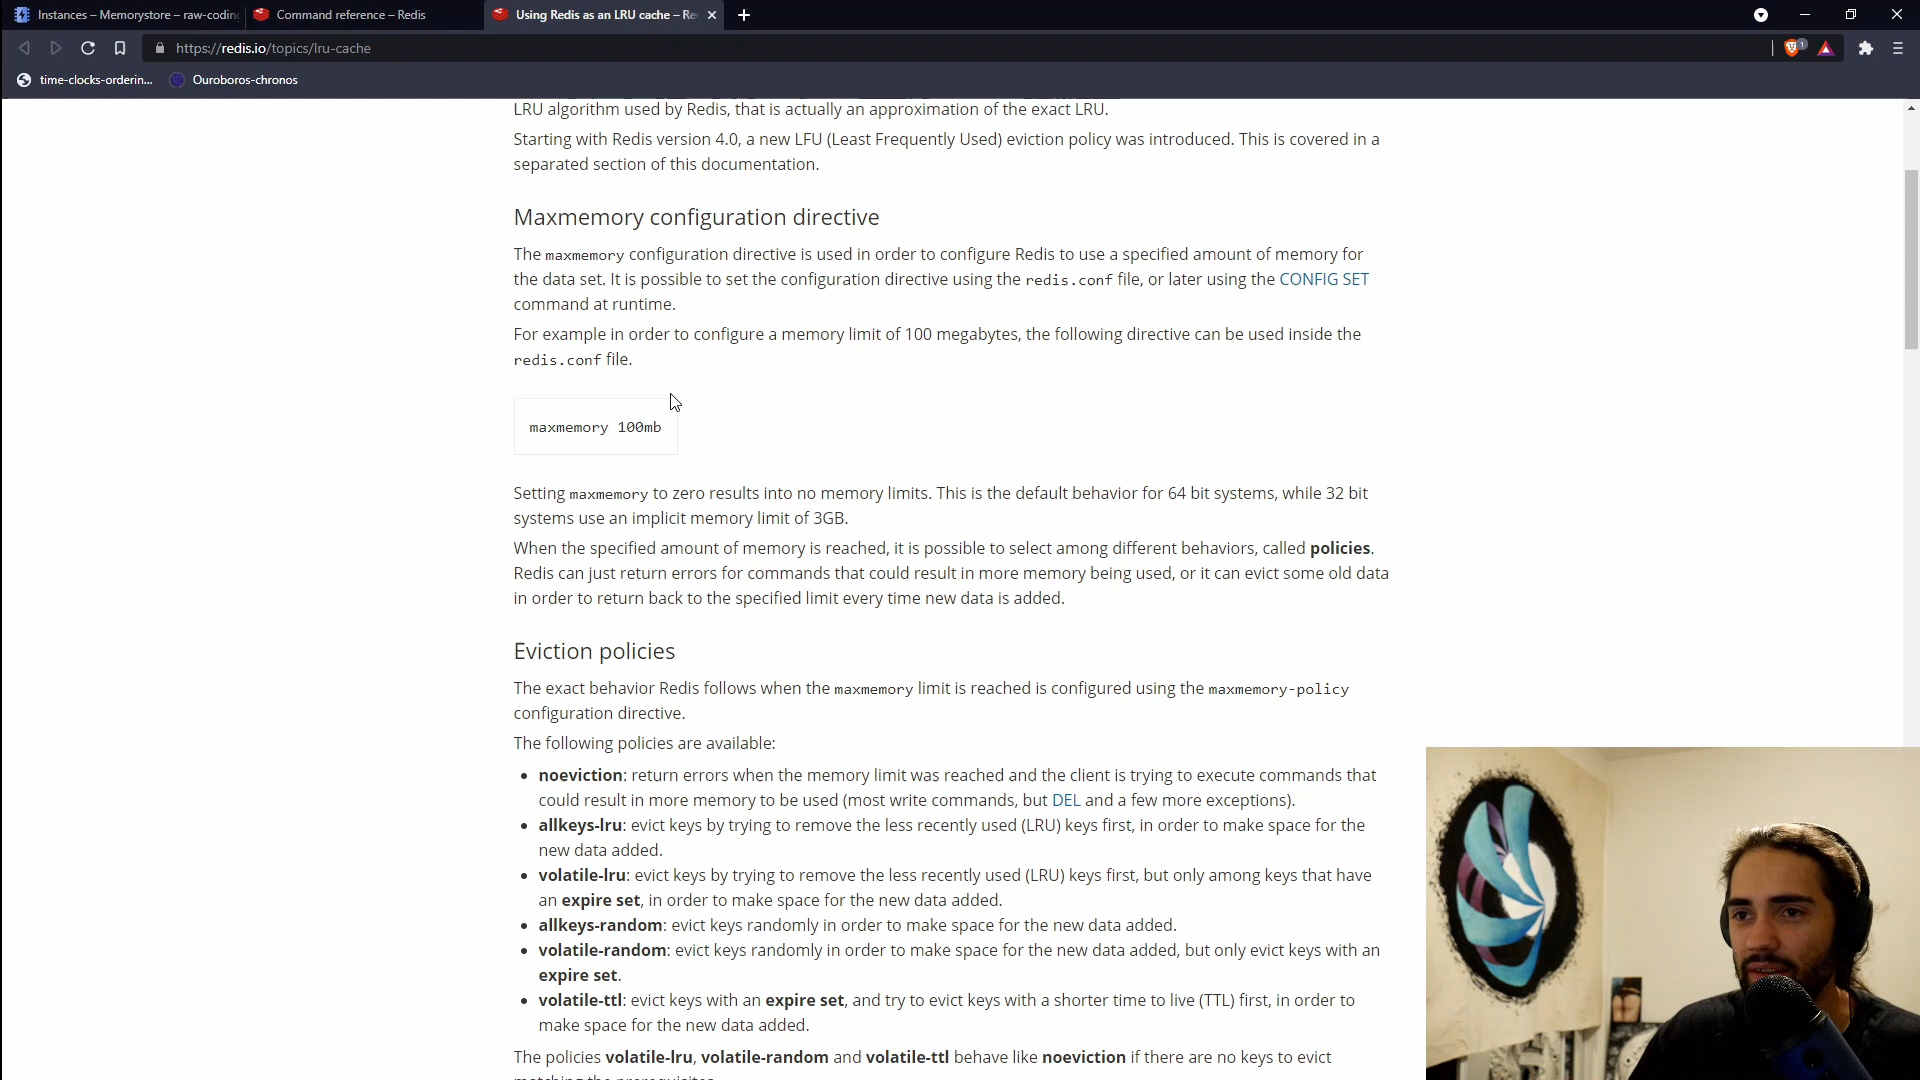 Instances – Memorystore – raw-coding
Command reference – Redis
Using Redis as an LRU cache – Re
https://redis.io/topics/lru-cache
1
time-clocks-orderin...
Ouroboros-chronos
LRU algorithm used by Redis, that is actually an approximation of the exact LRU.
Starting with Redis version 4.0, a new LFU (Least Frequently Used) eviction policy was introduced. This is covered in a
separated section of this documentation.
Maxmemory configuration directive
The maxmemory configuration directive is used in order to configure Redis to use a specified amount of memory for
the data set. It is possible to set the configuration directive using the redis.conf file, or later using the CONFIG SET
command at runtime.
For example in order to configure a memory limit of 100 megabytes, the following directive can be used inside the
redis.conf file.
maxmemory 100mb
Setting maxmemory to zero results into no memory limits. This is the default behavior for 64 bit systems, while 32 bit
systems use an implicit memory limit of 3GB.
When the specified amount of memory is reached, it is possible to select among different behaviors, called policies.
Redis can just return errors for commands that could result in more memory being used, or it can evict some old data
in order to return back to the specified limit every time new data is added.
Eviction policies
The exact behavior Redis follows when the maxmemory limit is reached is configured using the maxmemory-policy
configuration directive.
The following policies are available:
• noeviction: return errors when the memory limit was reached and the client is trying to execute commands that
could result in more memory to be used (most write commands, but DEL and a few more exceptions).
• allkeys-lru: evict keys by trying to remove the less recently used (LRU) keys first, in order to make space for the
new data added.
• volatile-lru: evict keys by trying to remove the less recently used (LRU) keys first, but only among keys that have
an expire set, in order to make space for the new data added.
• allkeys-random: evict keys randomly in order to make space for the new data added.
• volatile-random: evict keys randomly in order to make space for the new data added, but only evict keys with an
expire set.
• volatile-ttl: evict keys with an expire set, and try to evict keys with a shorter time to live (TTL) first, in order to
make space for the new data added.
The policies volatile-lru, volatile-random and volatile-ttl behave like noeviction if there are no keys to evict
matching the prerequisites.